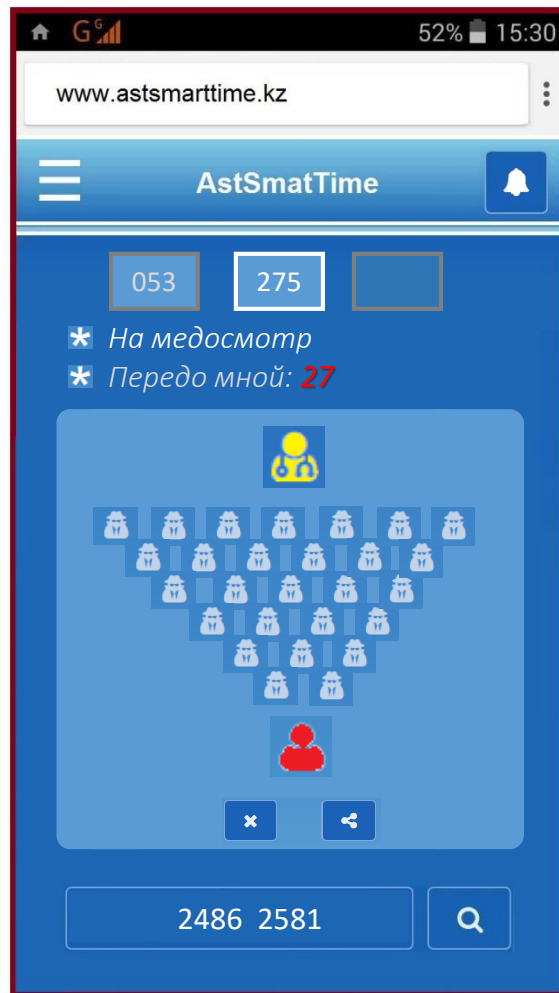 G G 52% 15:30
www.astsmarttime.kz
AstSmatTime
053 275
На медосмотр
Передо мной: 27
2486 2581